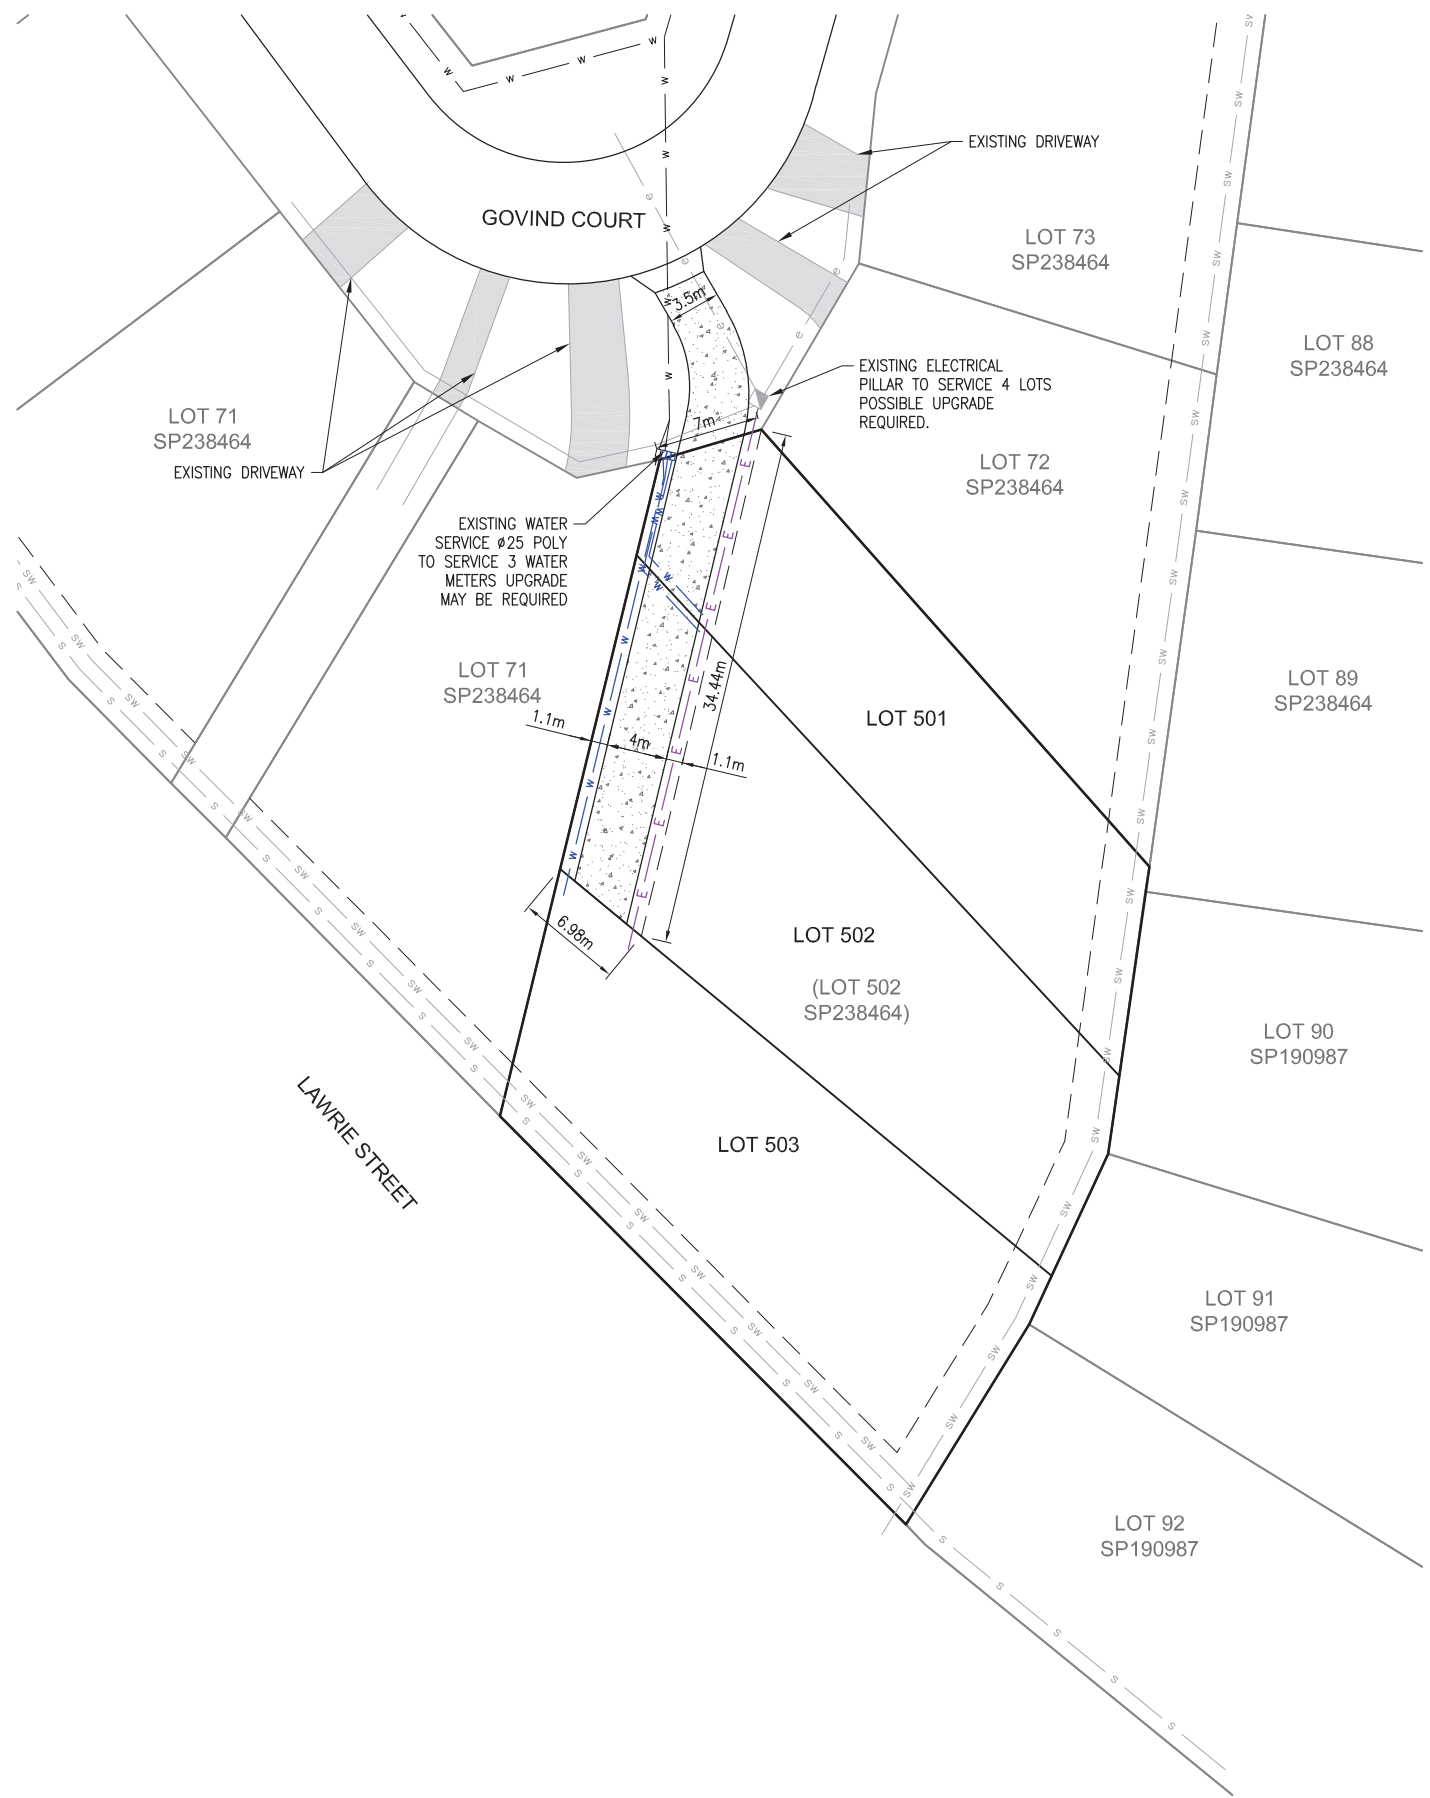 EXISTING DRIVEWAY
GOVIND COURT
LOT 73
SP238464
3.5m
LOT 88
SP238464
EXISTING ELECTRICAL
PILLAR TO SERVICE 4 LOTS
POSSIBLE UPGRADE
REQUIRED.
LOT 71
SP238464
EXISTING DRIVEWAY
7m
LOT 72
SP238464
EXISTING WATER
SERVICE ø25 POLY
TO SERVICE 3 WATER
METERS UPGRADE
MAY BE REQUIRED
LOT 71
SP238464
34.44m
LOT 89
SP238464
1.1m
4m
1.1m
LOT 501
6.98m
LOT 502
(LOT 502
SP238464)
LOT 90
SP190987
LAWRIE STREET
LOT 503
LOT 91
SP190987
LOT 92
SP190987